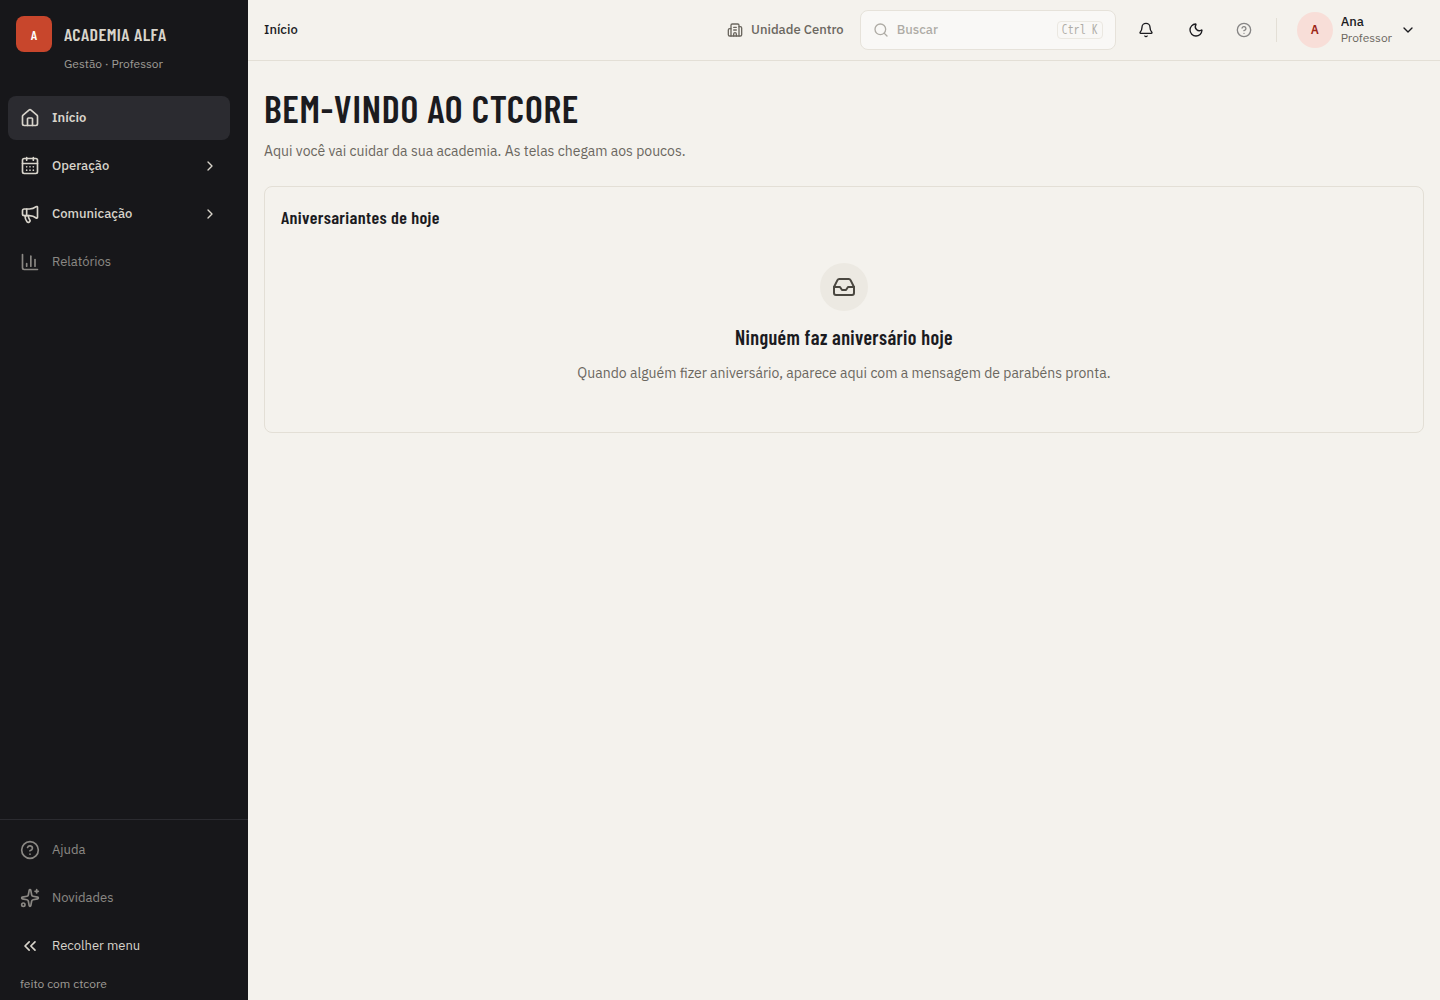 A
ACADEMIA ALFA
Gestão · Professor
Início
Operação
Comunicação
Relatórios
Ajuda
Novidades
Recolher menu
feito com ctcore
Início
Unidade Centro
Buscar
Ctrl K
A
Ana
Professor
BEM-VINDO AO CTCORE
Aqui você vai cuidar da sua academia. As telas chegam aos poucos.
Aniversariantes de hoje
Ninguém faz aniversário hoje
Quando alguém fizer aniversário, aparece aqui com a mensagem de parabéns pronta.